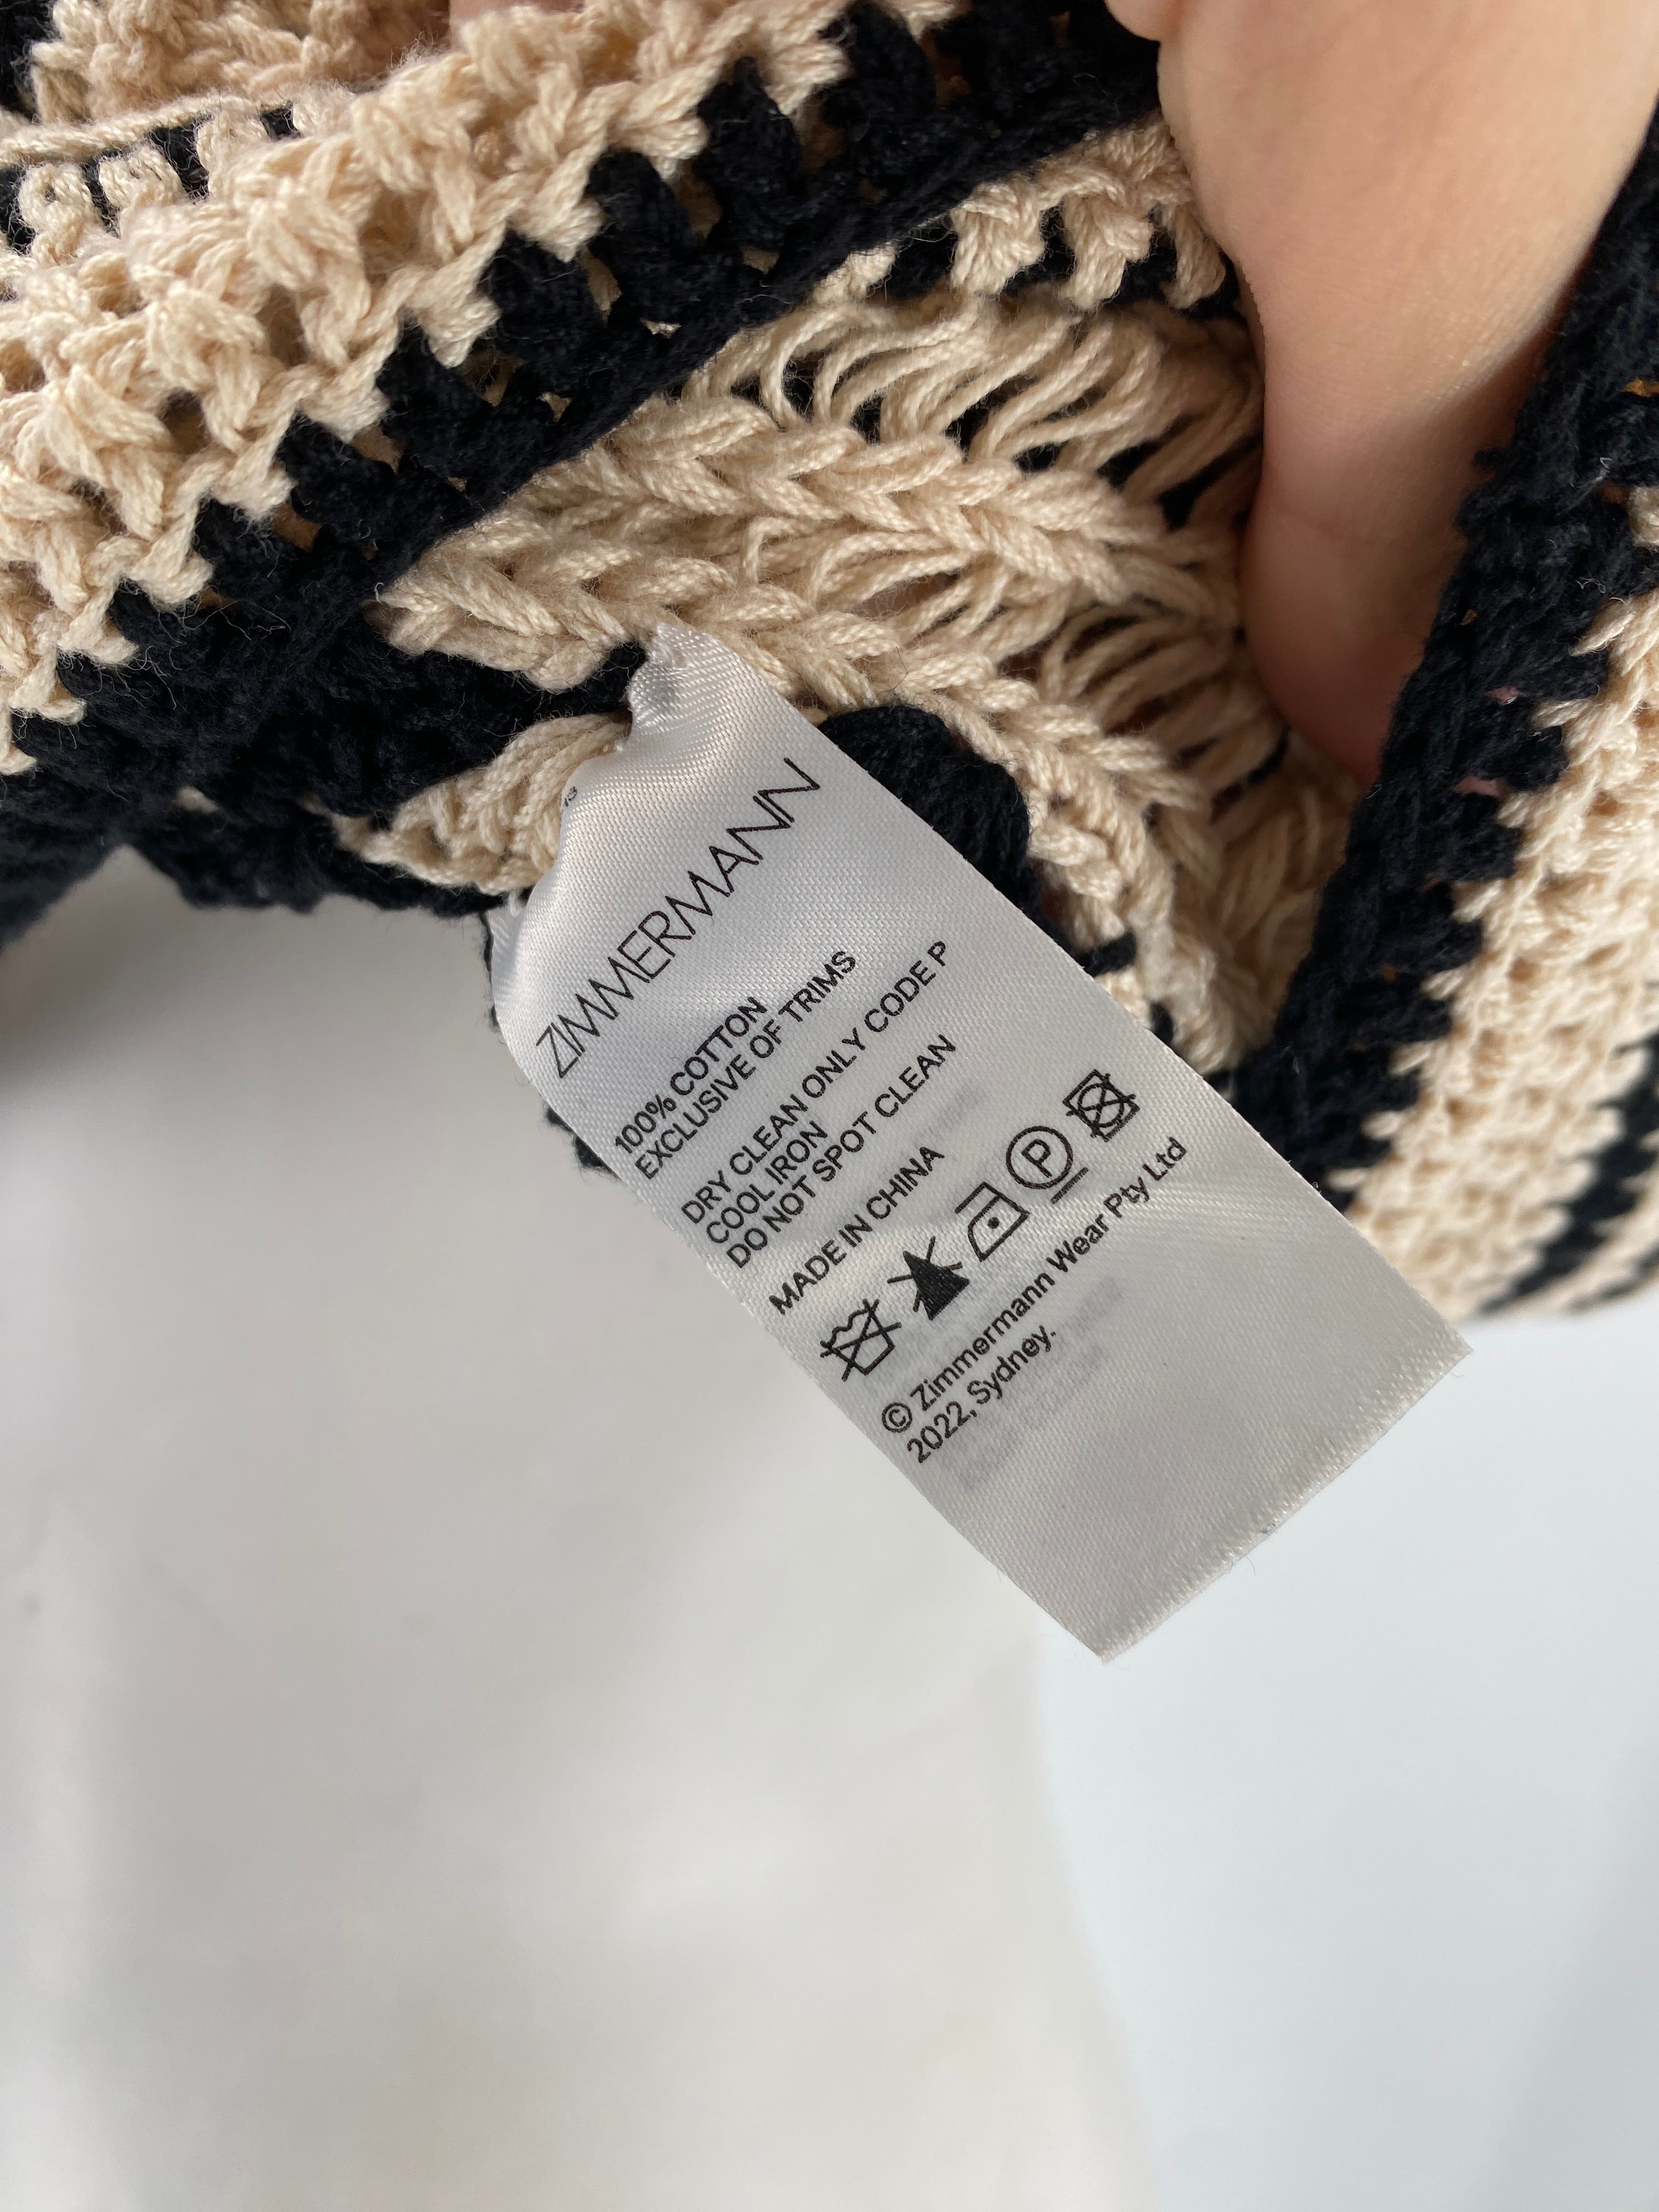 ZIMMERMANN
100% COTTON
EXCLUSIVE OF TRIMS
DRY CLEAN ONLY CODE P
COOL IRON
DO NOT SPOT CLEAN
MADE IN CHINA
P
© Zimmermann Wear Pty Ltd
2022, Sydney.